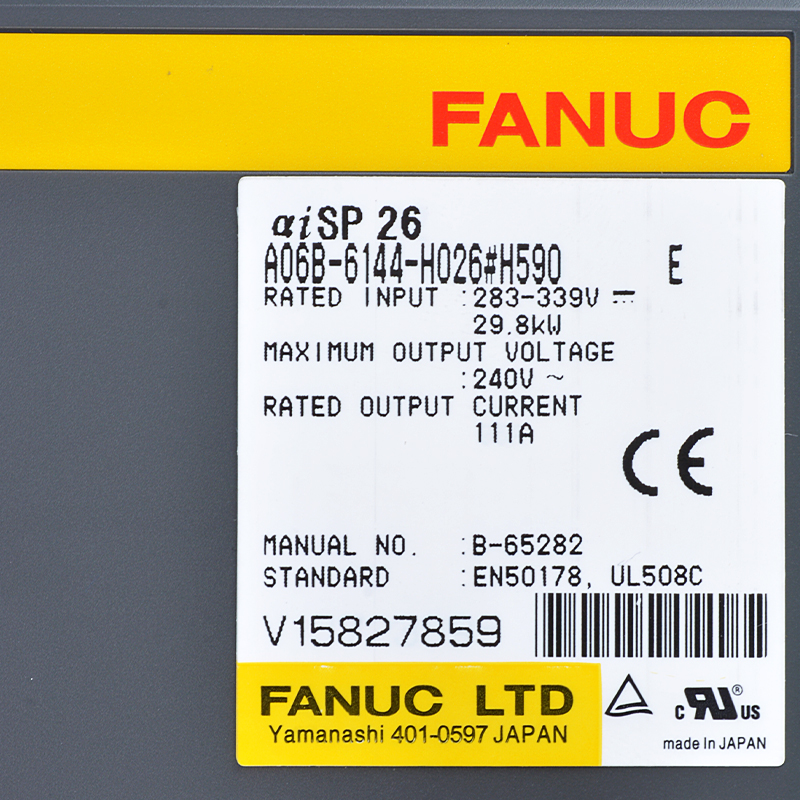 FANUC
αiSP 26
A06B-6144-H026#H590 E
RATED INPUT :283-339V ⎓
29.8kW
MAXIMUM OUTPUT VOLTAGE
:240V ~
RATED OUTPUT CURRENT
111A
CE
MANUAL NO. :B-65282
STANDARD :EN50178, UL508C
V15827859
FANUC LTD
Yamanashi 401-0597 JAPAN
c RU® US
made In JAPAN